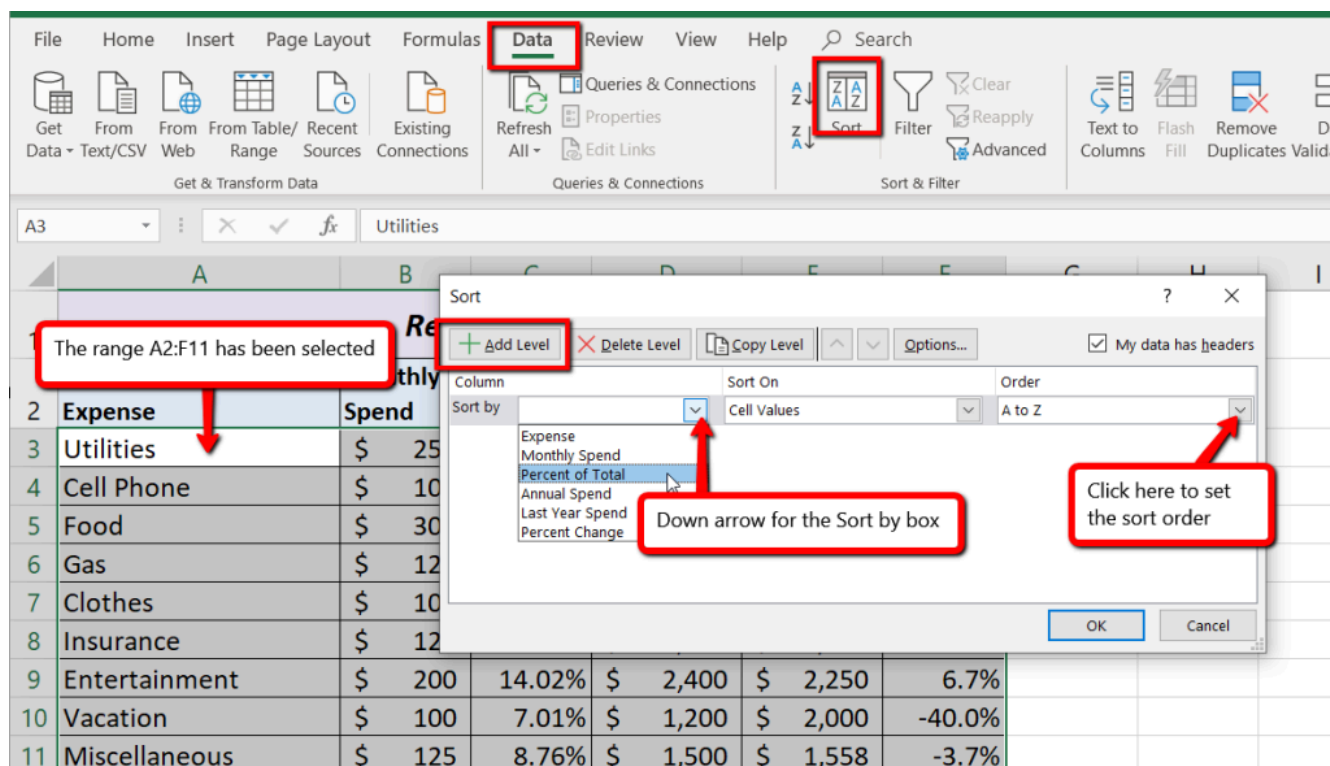 File Home Insert Page Layout Formulas Data Review View Help Search
Queries & Connections Clear
Properties Reapply
Get From From From Table/ Recent Existing Refresh Sort Filter Text to Flash Remove
Data Text/CSV Web Range Sources Connections All Edit Links Advanced Columns Fill Duplicates
Get & Transform Data Queries & Connections Sort & Filter
A3 fx Utilities
A B C D E F G H I
Sort ? ×
1
The range A2:F11 has been selected
Add Level Delete Level Copy Level Options... My data has headers
Column Sort On Order
2 Expense Spend Sort by Cell Values A to Z
Expense
Monthly Spend
Percent of Total
Annual Spend
Last Year Spend
Percent Change
Down arrow for the Sort by box
Click here to set
the sort order
OK Cancel
3 Utilities $ 25
4 Cell Phone $ 10
5 Food $ 30
6 Gas $ 12
7 Clothes $ 10
8 Insurance $ 12
9 Entertainment $ 200 14.02% $ 2,400 $ 2,250 6.7%
10 Vacation $ 100 7.01% $ 1,200 $ 2,000 -40.0%
11 Miscellaneous $ 125 8.76% $ 1,500 $ 1,558 -3.7%